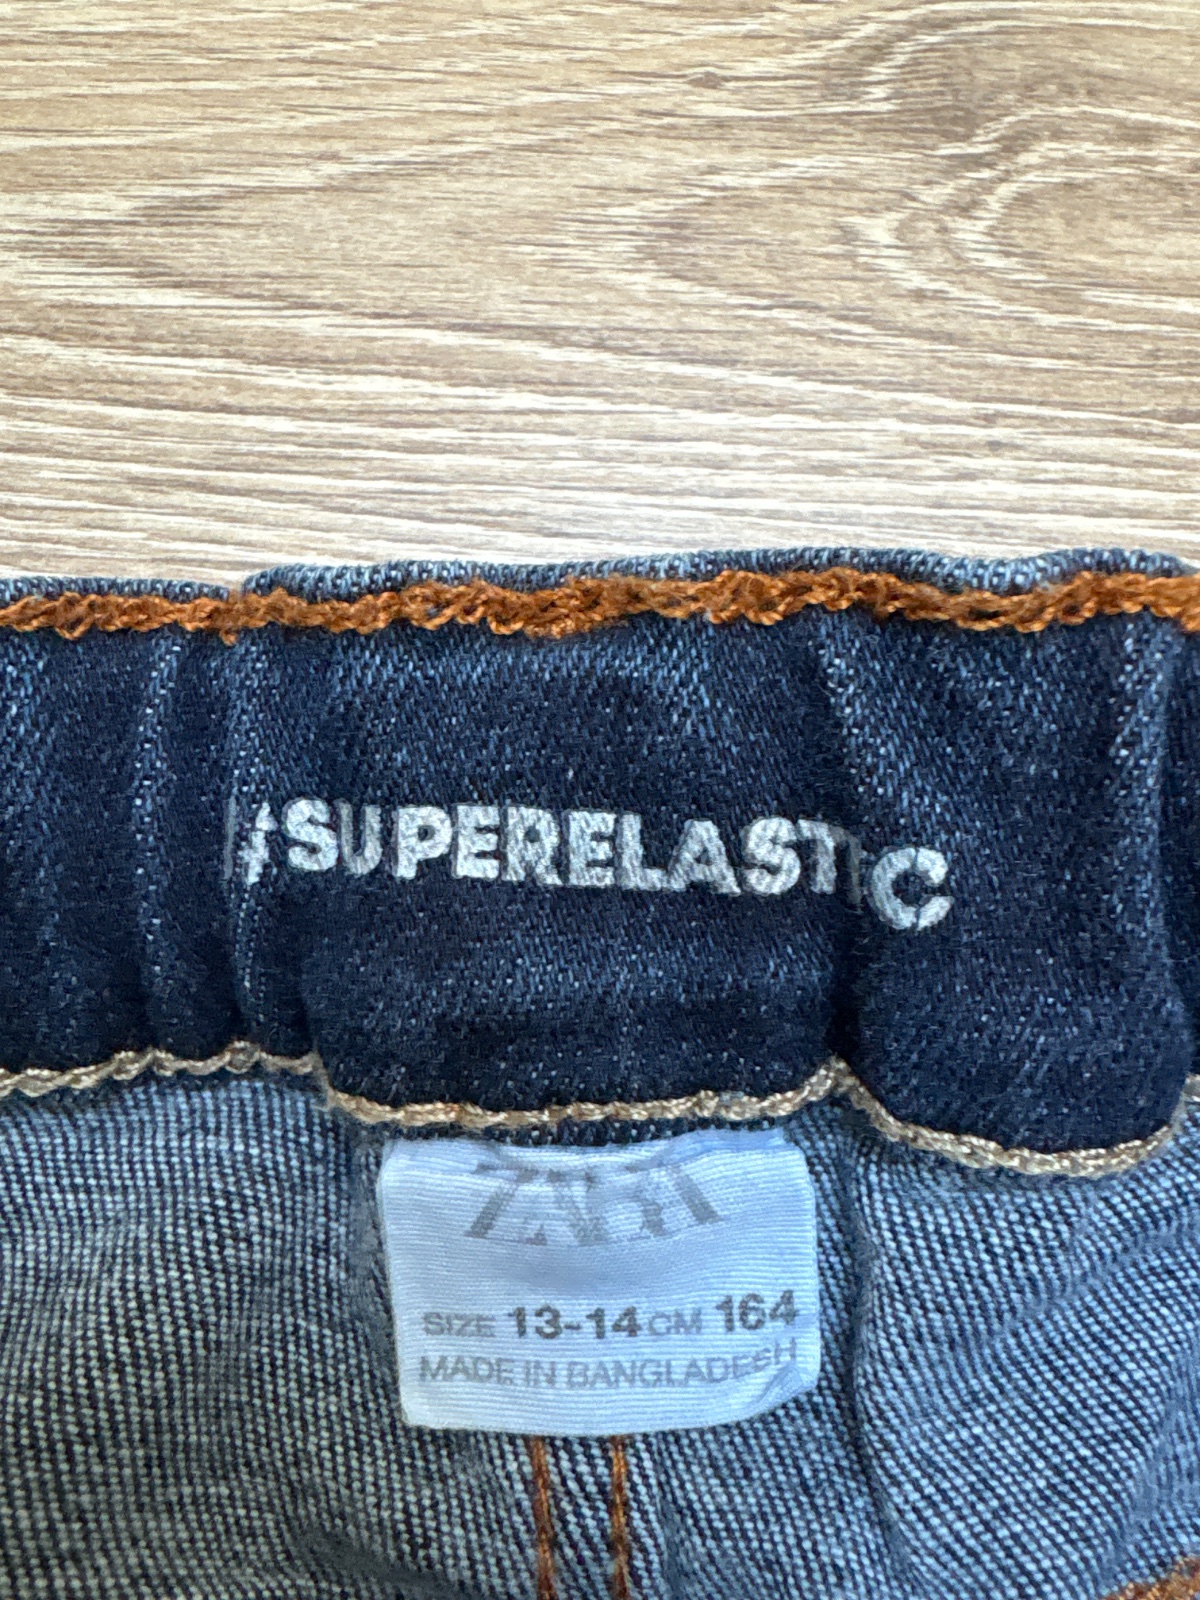 #SUPERELASTIC
ZARA
SIZE 13-14 CM 164
MADE IN BANGLADESH